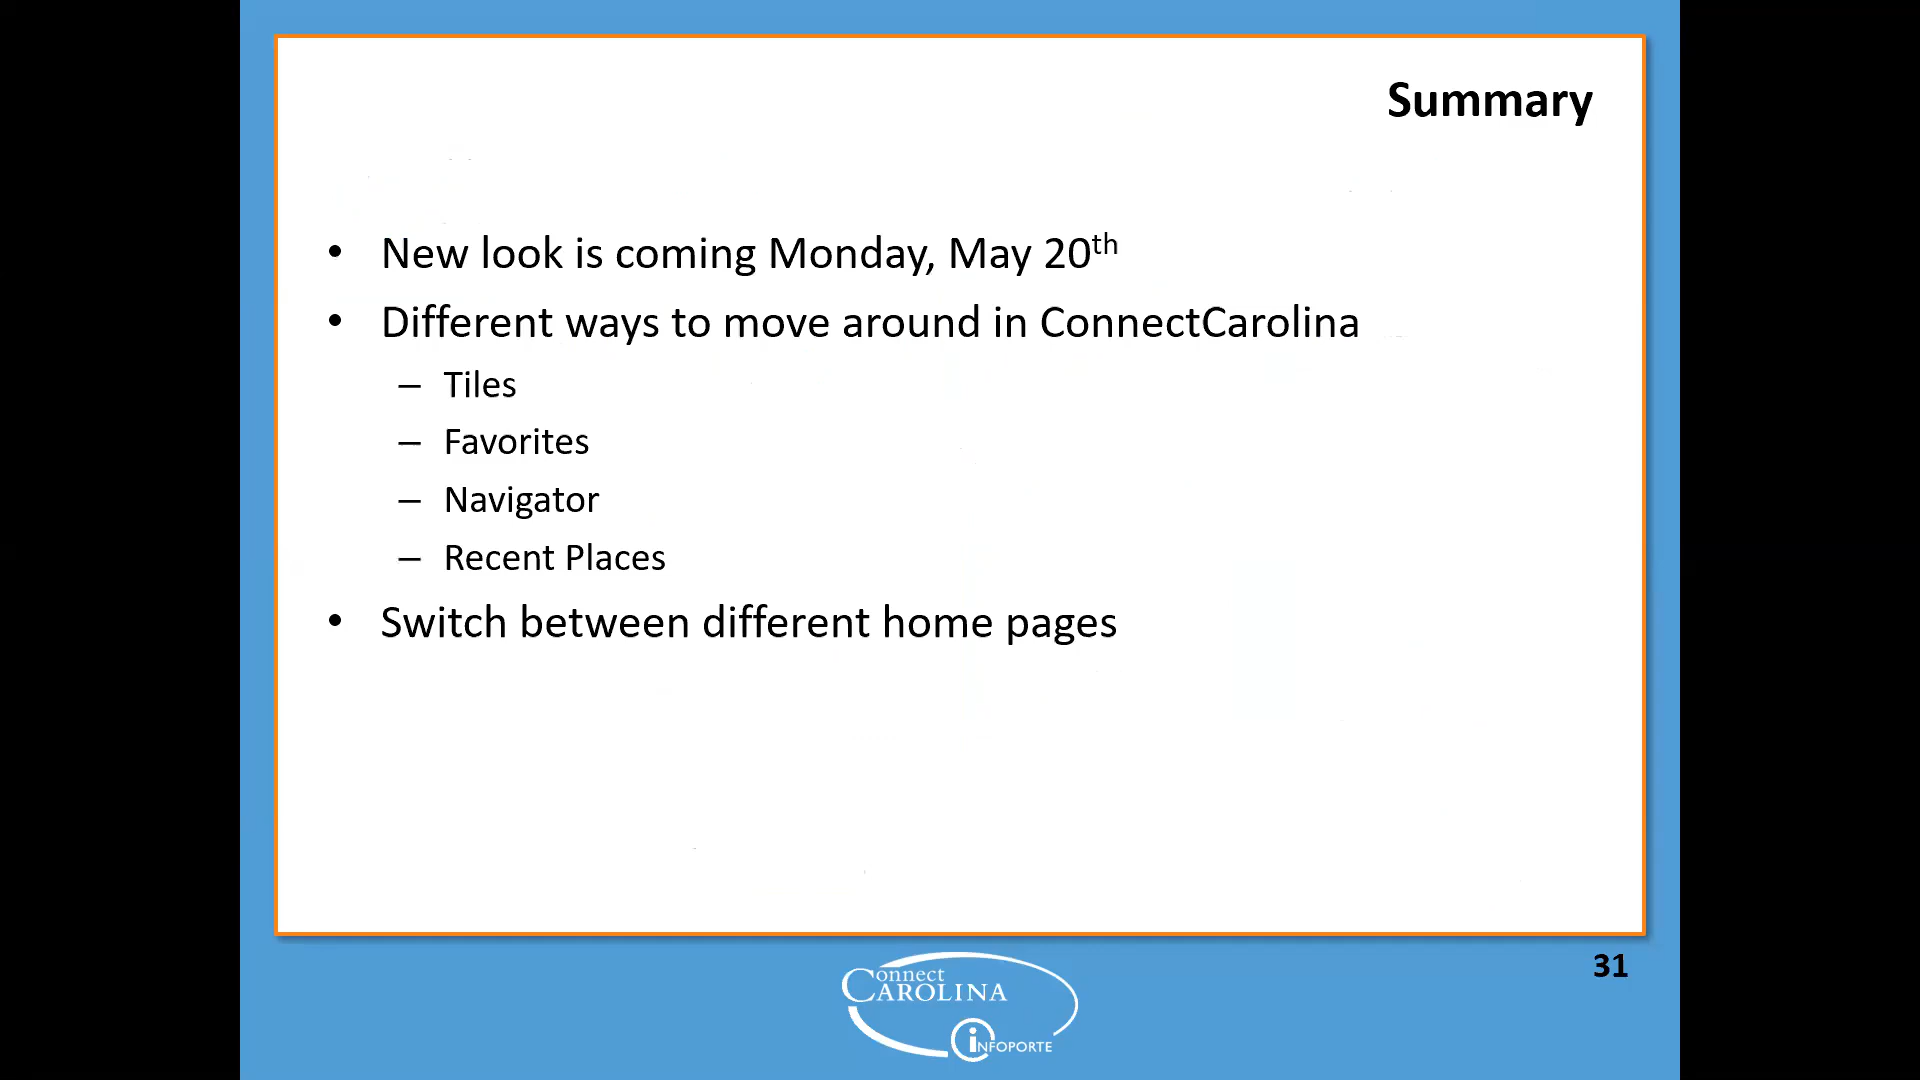 Summary
• New look is coming Monday, May 20th
• Different ways to move around in ConnectCarolina
– Tiles
– Favorites
– Navigator
– Recent Places
• Switch between different home pages
31
Connect
CAROLINA
iNFOPORTE